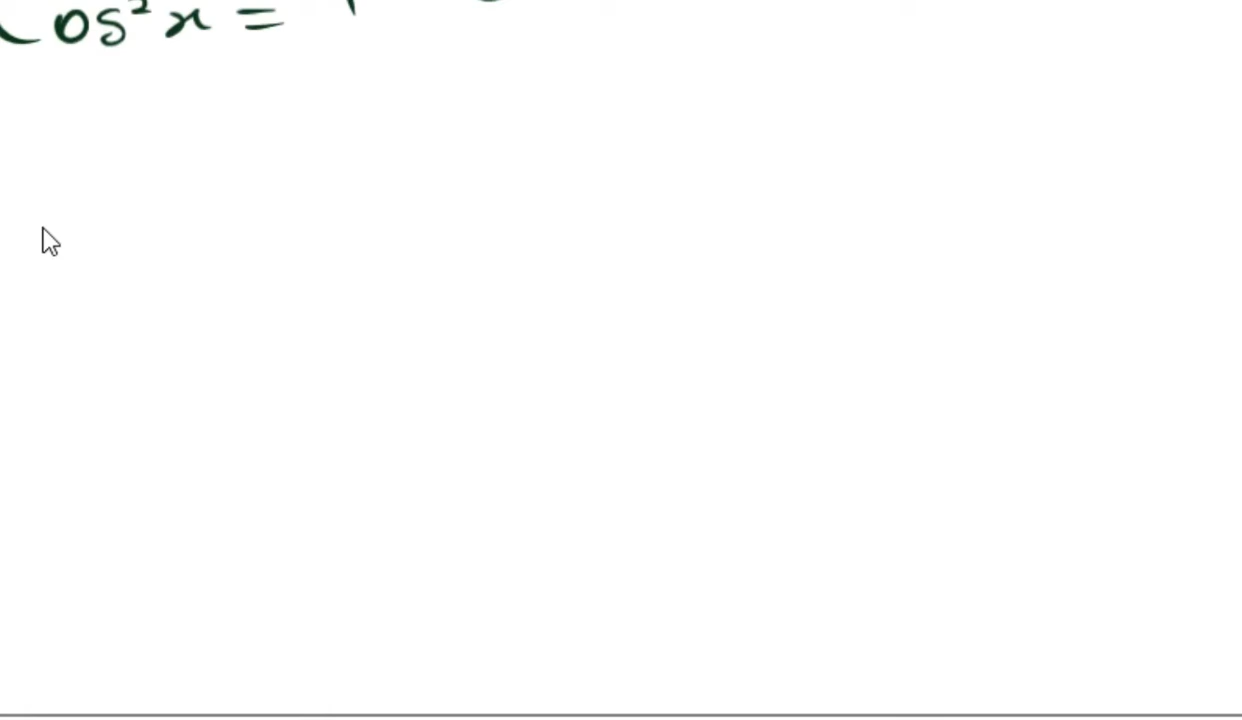 cos²x =